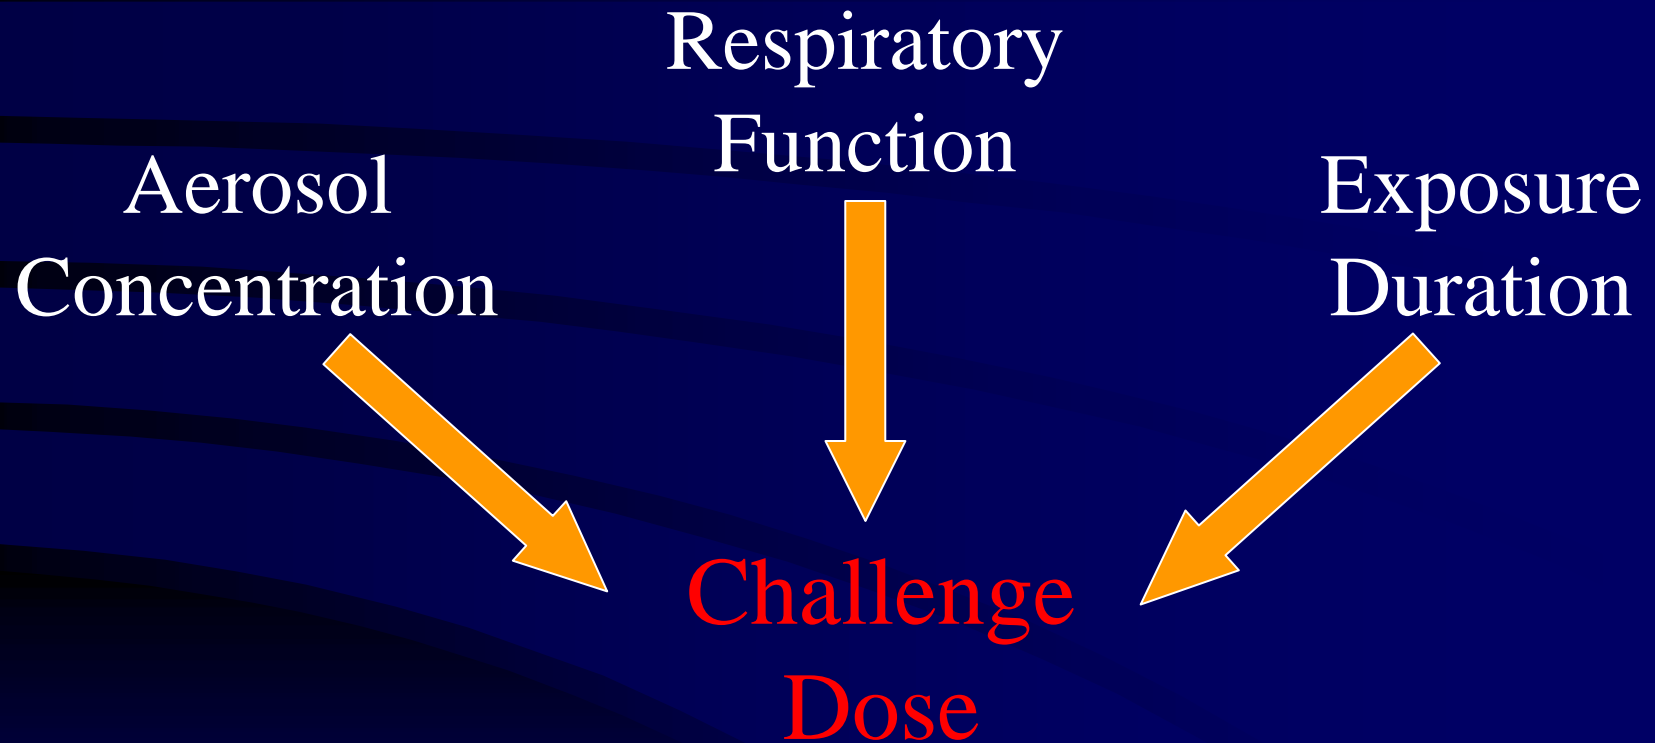 Respiratory
Function
Aerosol
Concentration
Exposure
Duration
Challenge
Dose